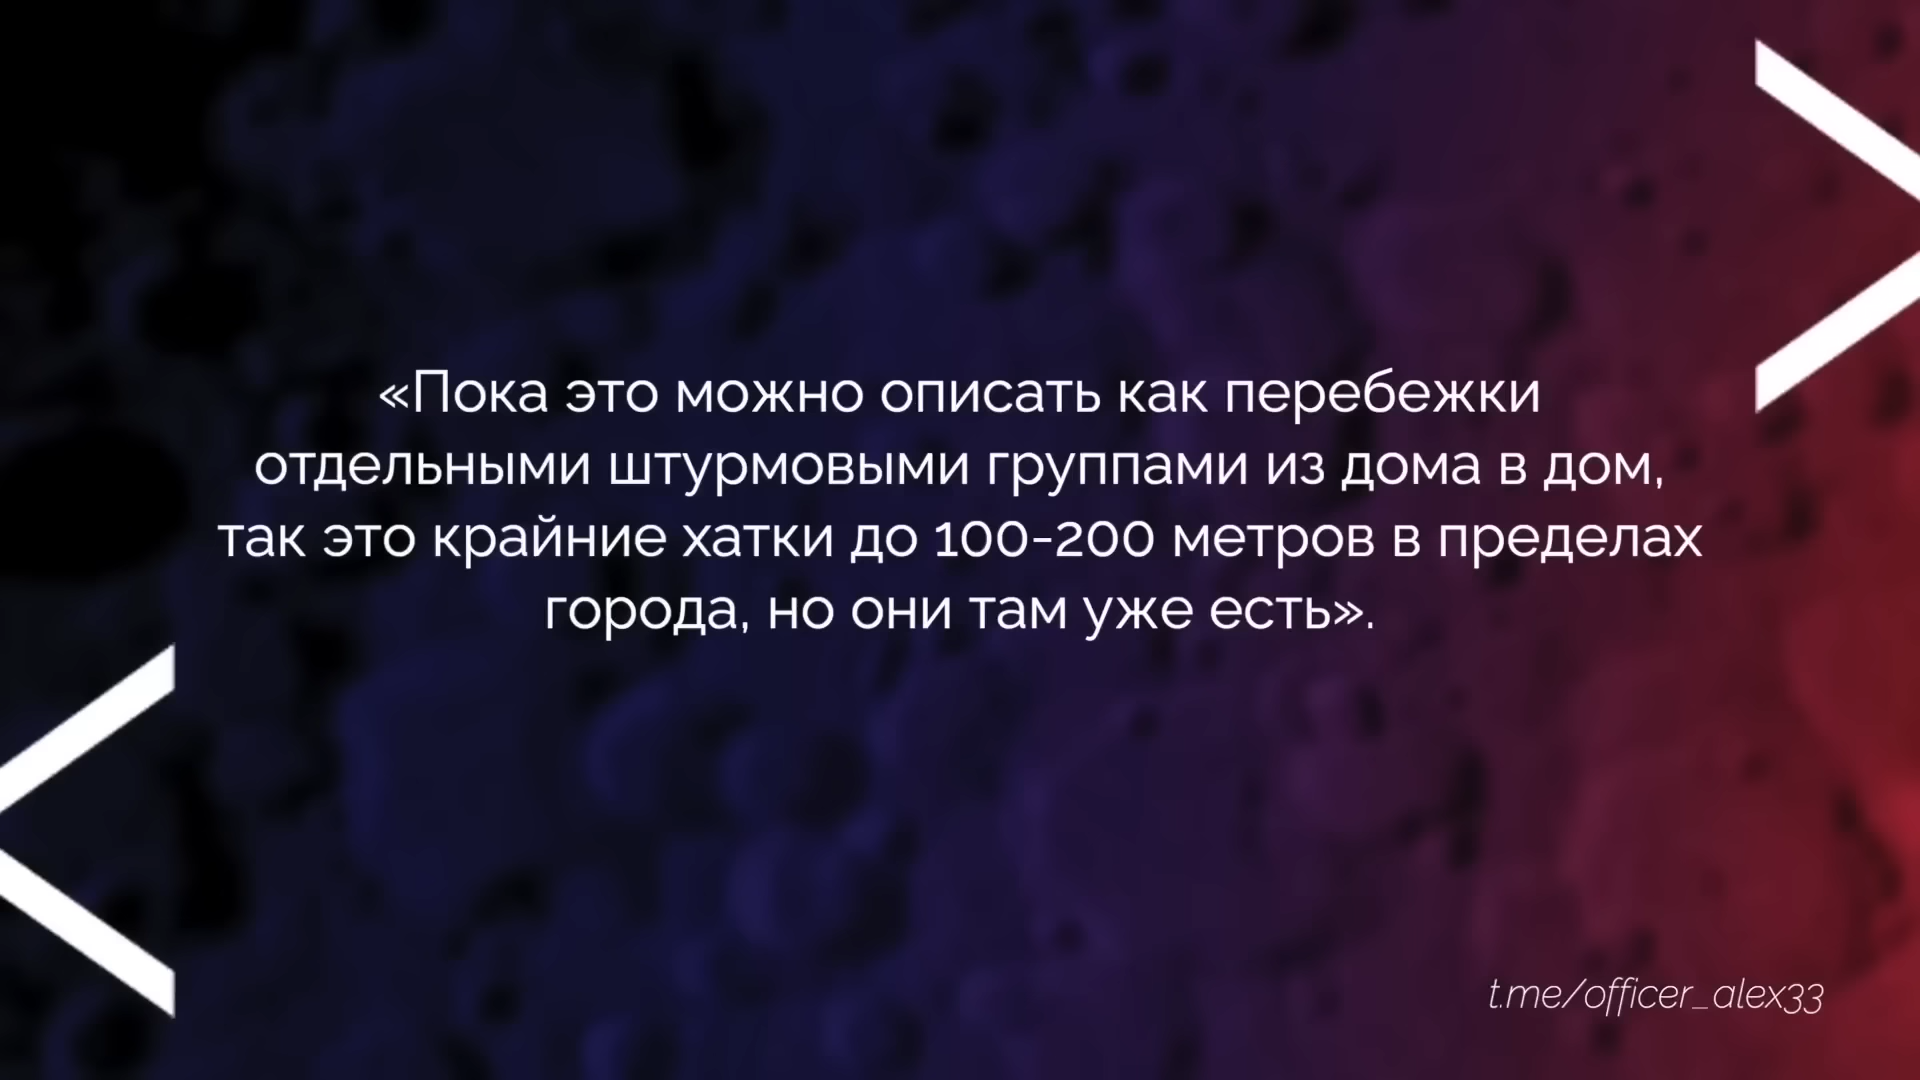 «Пока это можно описать как перебежки
отдельными штурмовыми группами из дома в дом,
так это крайние хатки до 100-200 метров в пределах
города, но они там уже есть».
t.me/officer_alex33